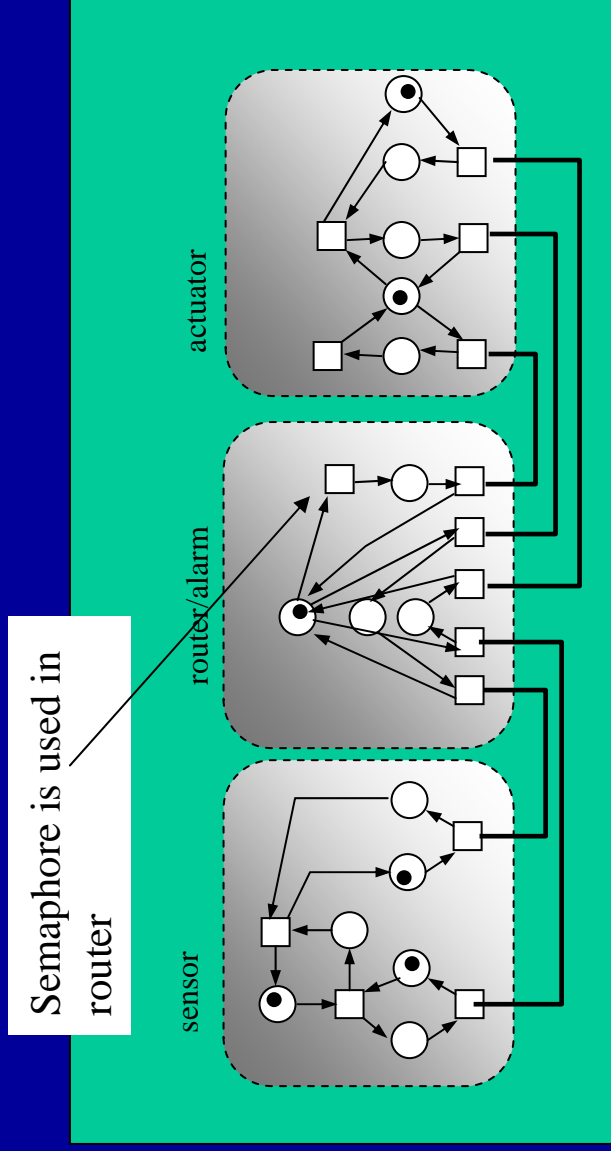 Semaphore is used in
router
sensor
router/alarm
actuator